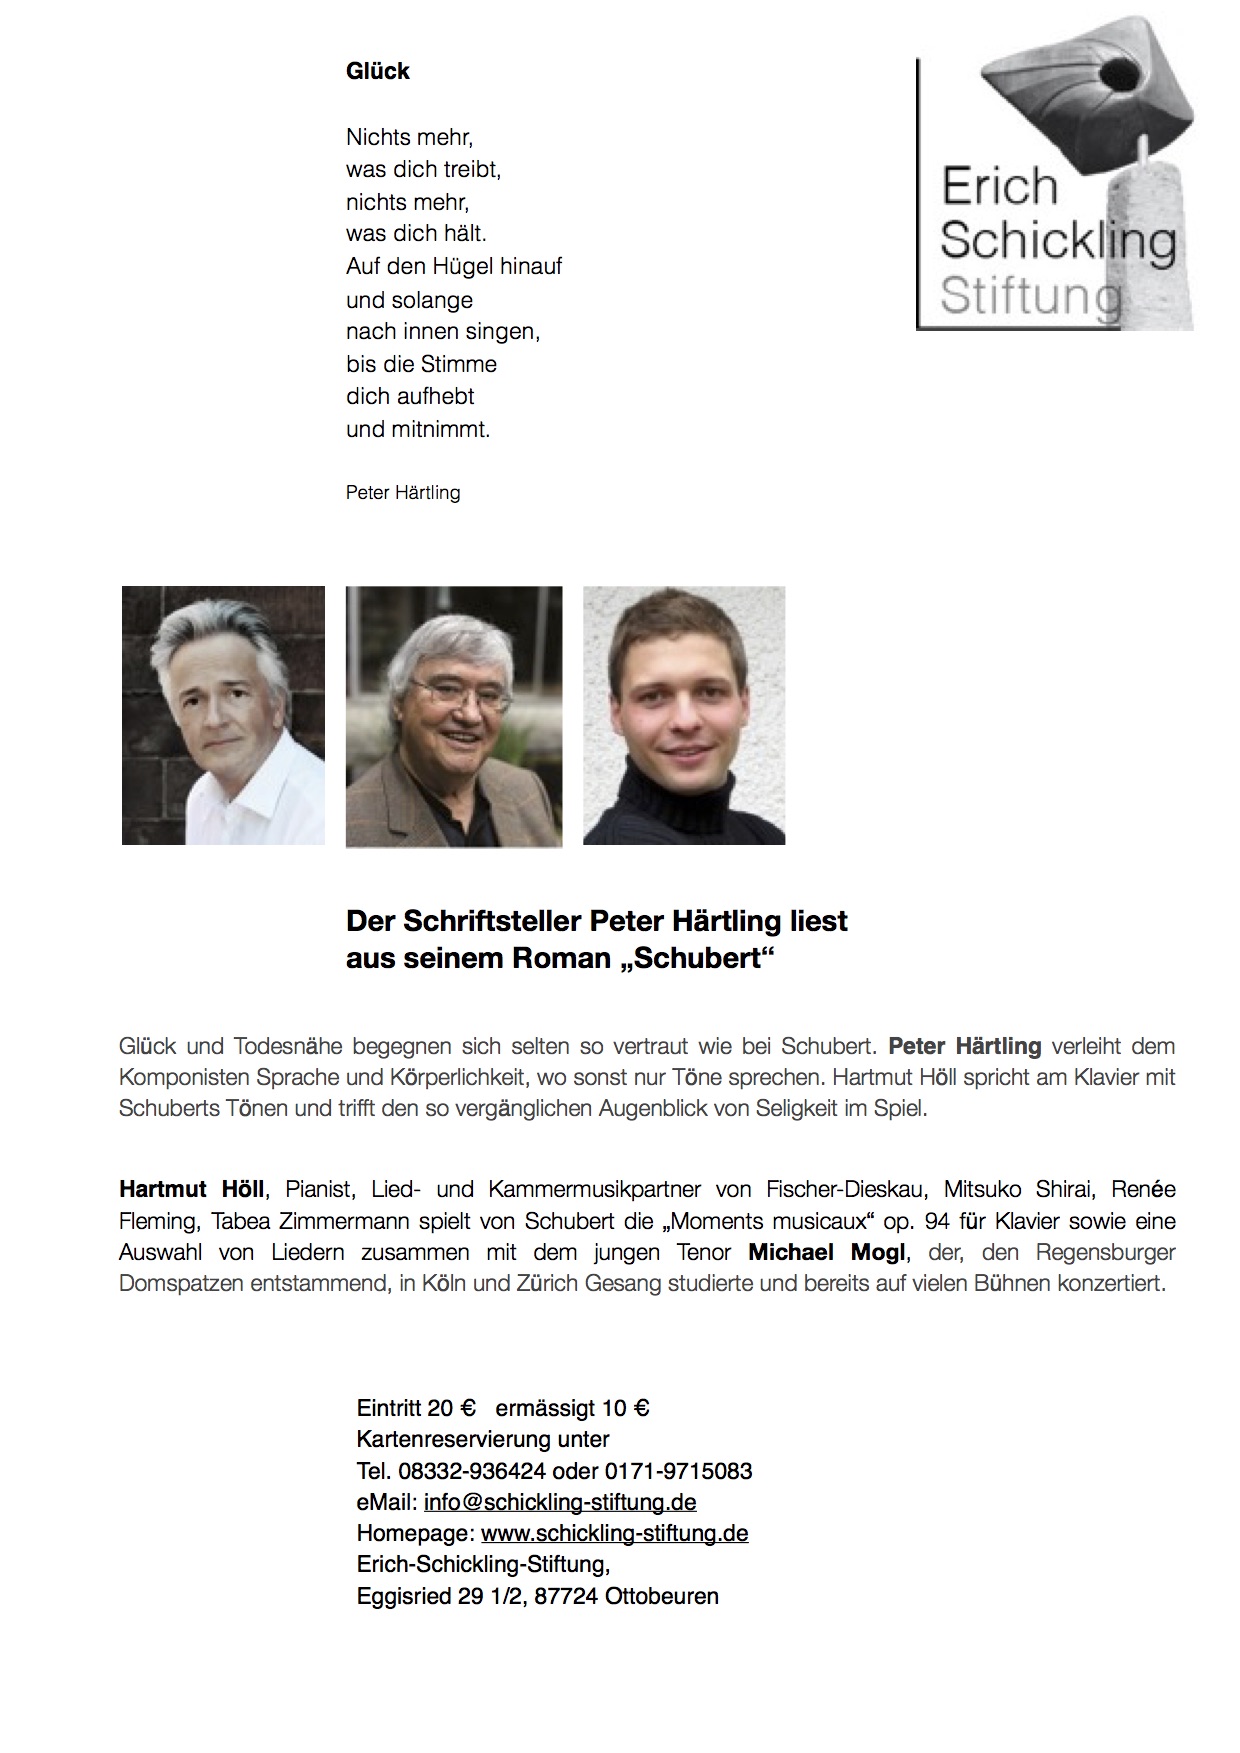 Glück
Nichts mehr,
was dich treibt,
nichts mehr,
was dich hält.
Auf den Hügel hinauf
und solange
nach innen singen,
bis die Stimme
dich aufhebt
und mitnimmt.
Peter Härtling
Erich
Schickling
Stiftung
Der Schriftsteller Peter Härtling liest
aus seinem Roman „Schubert“
Glück und Todesnähe begegnen sich selten so vertraut wie bei Schubert. Peter Härtling verleiht dem
Komponisten Sprache und Körperlichkeit, wo sonst nur Töne sprechen. Hartmut Höll spricht am Klavier mit
Schuberts Tönen und trifft den so vergänglichen Augenblick von Seligkeit im Spiel.
Hartmut Höll, Pianist, Lied- und Kammermusikpartner von Fischer-Dieskau, Mitsuko Shirai, Renée
Fleming, Tabea Zimmermann spielt von Schubert die „Moments musicaux“ op. 94 für Klavier sowie eine
Auswahl von Liedern zusammen mit dem jungen Tenor Michael Mogl, der, den Regensburger
Domspatzen entstammend, in Köln und Zürich Gesang studierte und bereits auf vielen Bühnen konzertiert.
Eintritt 20 € ermässigt 10 €
Kartenreservierung unter
Tel. 08332-936424 oder 0171-9715083
eMail: info@schickling-stiftung.de
Homepage: www.schickling-stiftung.de
Erich-Schickling-Stiftung,
Eggisried 29 1/2, 87724 Ottobeuren